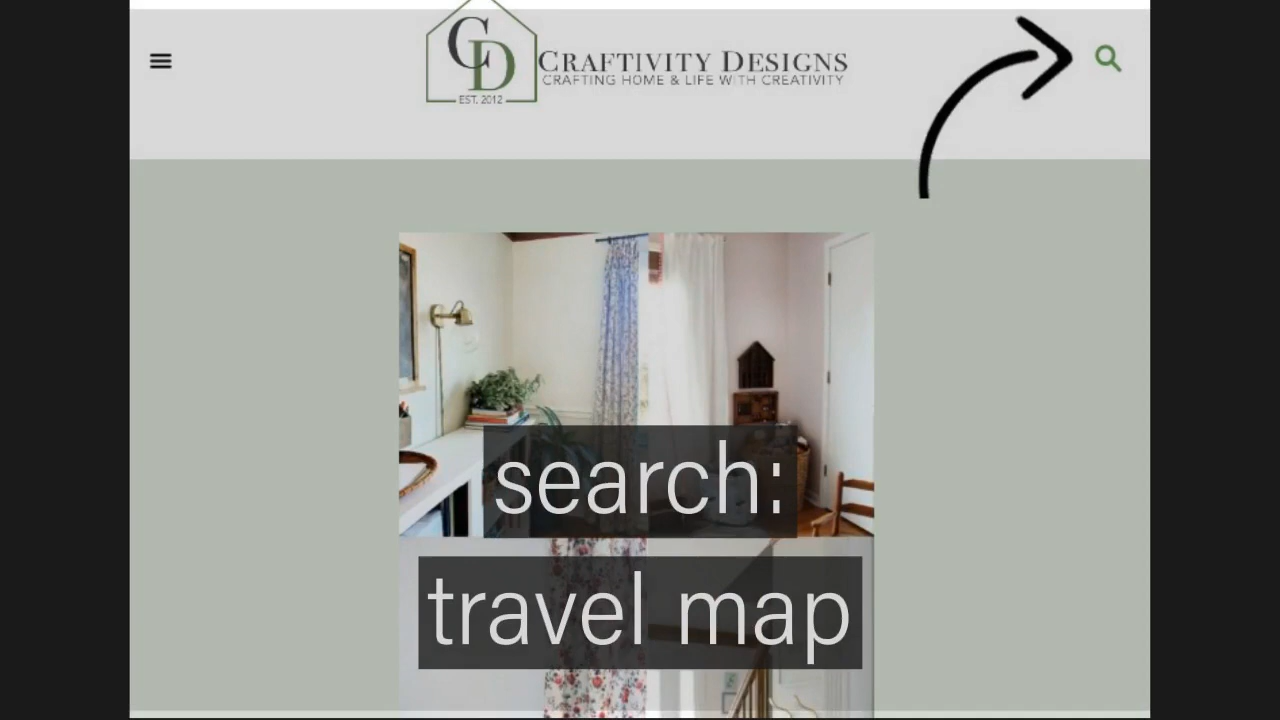 CD
EST. 2012
CRAFTIVITY DESIGNS
CRAFTING HOME & LIFE WITH CREATIVITY
search:
travel map